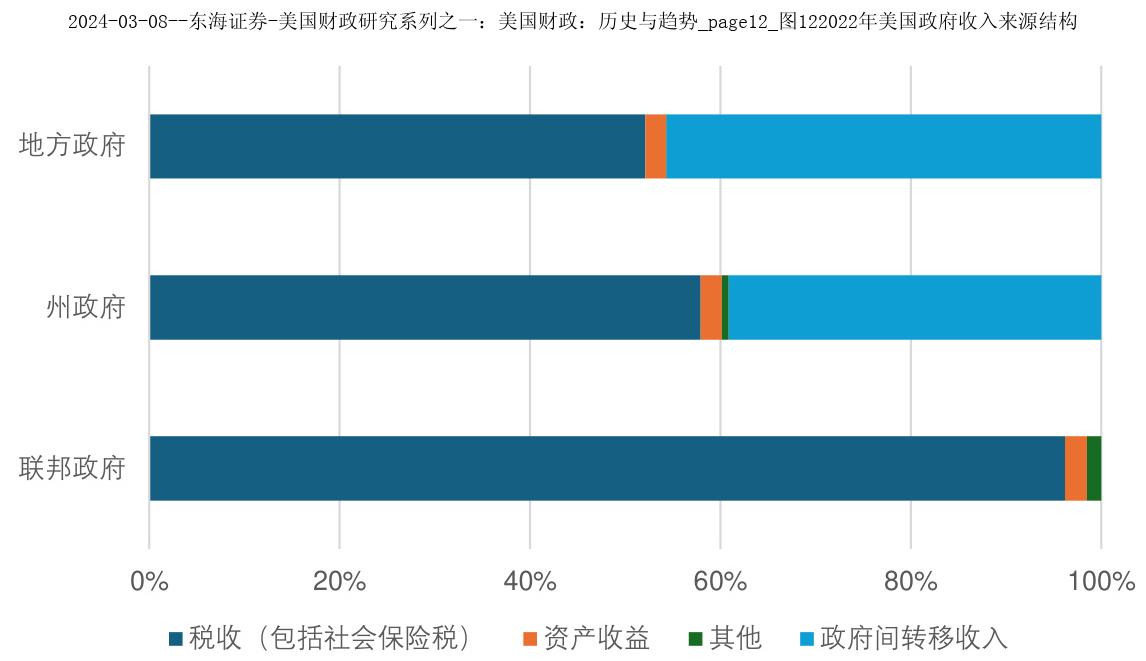 2024-03-08--东海证券-美国财政研究系列之一：美国财政：历史与趋势_page12_图122022年美国政府收入来源结构
地方政府
州政府
联邦政府
0% 20% 40% 60% 80% 100%
税收（包括社会保险税） 资产收益 其他 政府间转移收入